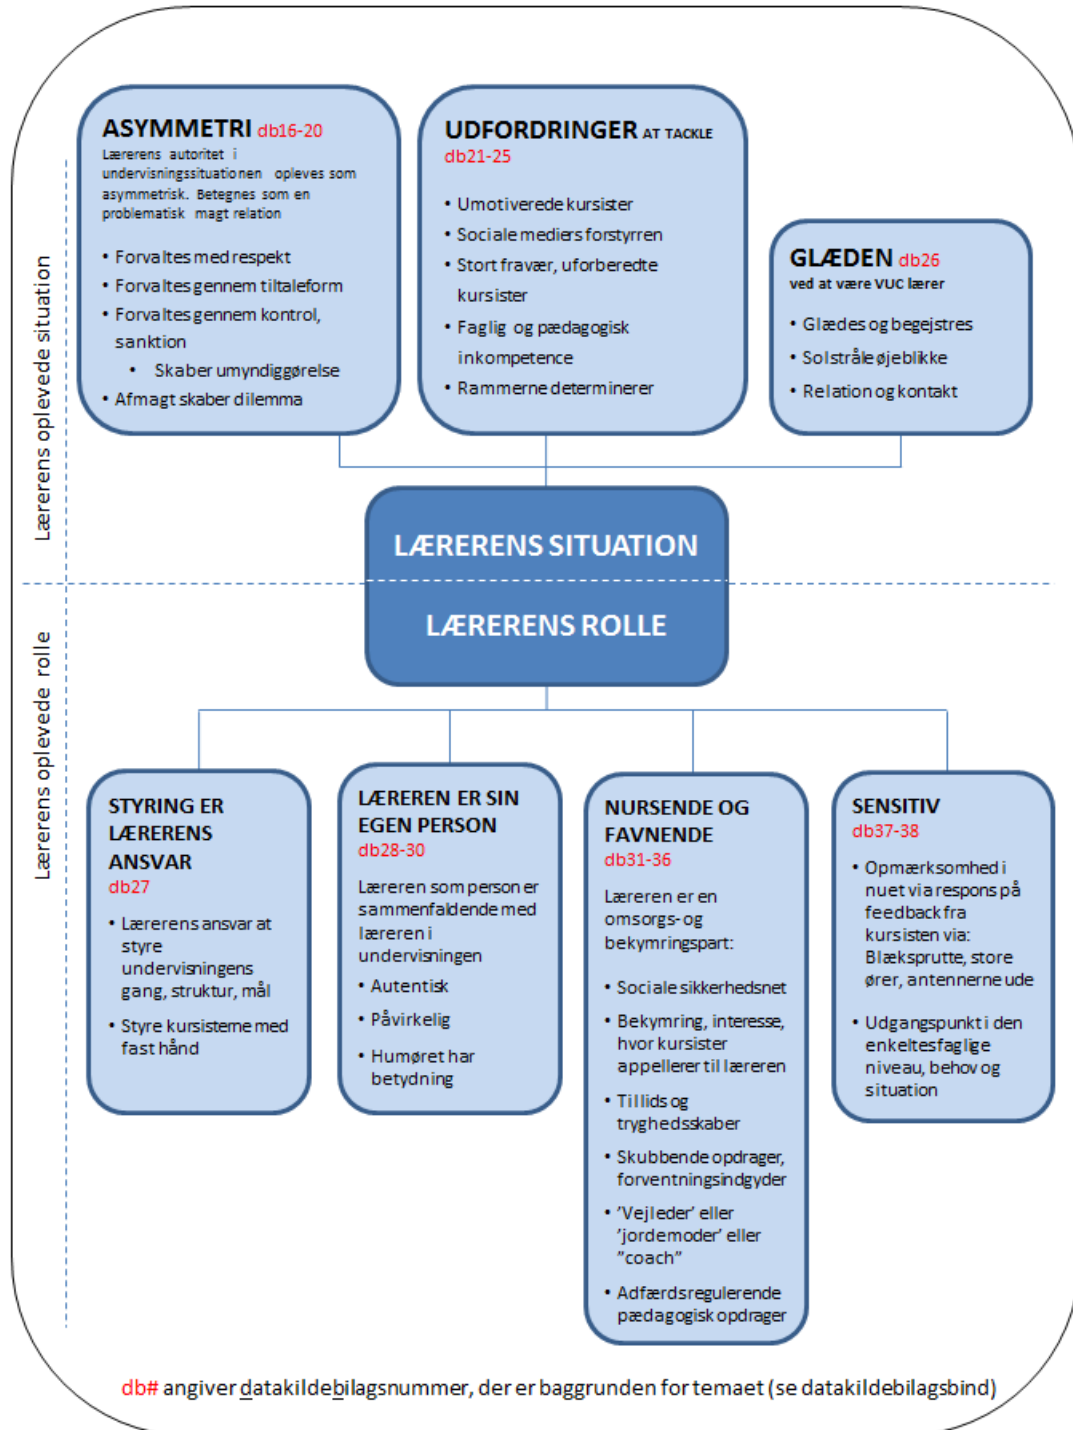 ASYMMETRI db16-20
Lærerens autoritet i
undervisningssituationen opleves som
asymmetrisk. Betegnes som en
problematisk magt relation
• Forvaltes med respekt
• Forvaltes gennem tiltaleform
• Forvaltes gennem kontrol,
sanktion
• Skaber umyndiggørelse
• Afmagt skaber dilemma
UDFORDRINGER AT TACKLE
db21-25
• Umotiverede kursister
• Sociale mediers forstyrren
• Stort fravær, uforberedte
kursister
• Faglig og pædagogisk
inkompetence
• Rammerne determinerer
GLÆDEN db26
ved at være VUC lærer
• Glædes og begejstres
• Solstråle øjeblikke
• Relation og kontakt
Lærerens oplevede situation
LÆRERENS SITUATION
LÆRERENS ROLLE
Lærerens oplevede rolle
STYRING ER
LÆRERENS
ANSVAR
db27
• Lærerens ansvar at
styre
undervisningens
gang, struktur, mål
• Styre kursisterne med
fast hånd
LÆREREN ER SIN
EGEN PERSON
db28-30
Læreren som person er
sammenfaldende med
læreren i
undervisningen
• Autentisk
• Påvirkelig
• Humøret har
betydning
NURSENDE OG
FAVNENDE
db31-36
Læreren er en
omsorgs- og
bekymringspart:
• Sociale sikkerhedsnet
• Bekymring, interesse,
hvor kursister
appellerer til læreren
• Tillids og
tryghedsskaber
• Skubbende opdrager,
forventningsindgyder
• 'Vejleder' eller
'jordemoder' eller
”coach”
• Adfærdsregulerende
pædagogisk opdrager
SENSITIV
db37-38
• Opmærksomhed i
nuet via respons på
feedback fra
kursisten via:
Blæksprutte, store
ører, antennerne ude
• Udgangspunkt i den
enkeltesfaglige
niveau, behov og
situation
db# angiver datakildebilagsnummer, der er baggrunden for temaet (se datakildebilagsbind)